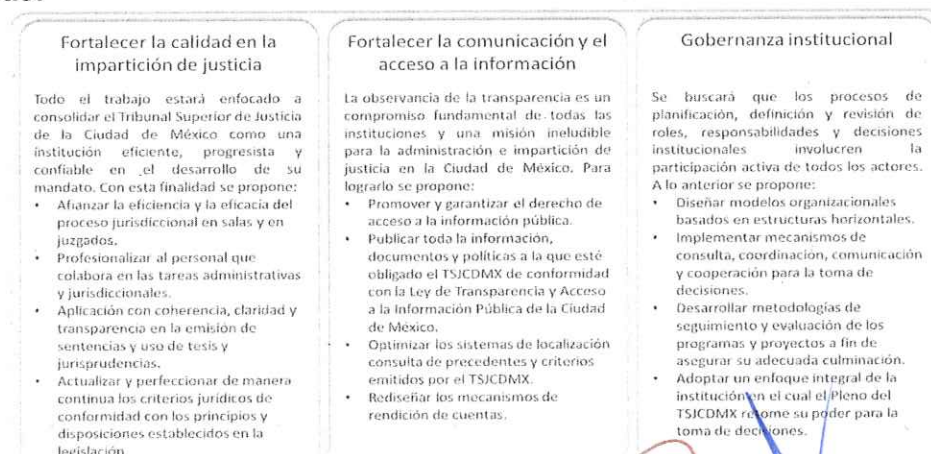 Fortalecer la calidad en la
impartición de justicia
Todo el trabajo estará enfocado a
consolidar el Tribunal Superior de Justicia
de la Ciudad de México como una
institución eficiente, progresista y
confiable en el desarrollo de su
mandato. Con esta finalidad se propone:
• Afianzar la eficiencia y la eficacia del
proceso jurisdiccional en salas y en
juzgados.
• Profesionalizar al personal que
colabora en las tareas administrativas
y jurisdiccionales.
• Aplicación con coherencia, claridad y
transparencia en la emisión de
sentencias y uso de tesis y
jurisprudencias.
• Actualizar y perfeccionar de manera
continua los criterios jurídicos de
conformidad con los principios y
disposiciones establecidos en la
legislación
Fortalecer la comunicación y el
acceso a la información
La observancia de la transparencia es un
compromiso fundamental de todas las
instituciones y una misión ineludible
para la administración e impartición de
justicia en la Ciudad de México. Para
lograrlo se propone:
• Promover y garantizar el derecho de
acceso a la información pública.
• Publicar toda la información,
documentos y políticas a la que esté
obligado el TSJCDMX de conformidad
con la Ley de Transparencia y Acceso
a la Información Pública de la Ciudad
de México.
• Optimizar los sistemas de localización
consulta de precedentes y criterios
emitidos por el TSJCDMX.
• Rediseñar los mecanismos de
rendición de cuentas.
Gobernanza institucional
Se buscará que los procesos de
planificación, definición y revisión de
roles, responsabilidades y decisiones
institucionales involucren la
participación activa de todos los actores.
A lo anterior se propone:
• Diseñar modelos organizacionales
basados en estructuras horizontales.
• Implementar mecanismos de
consulta, coordinación, comunicación
y cooperación para la toma de
decisiones.
• Desarrollar metodologías de
seguimiento y evaluación de los
programas y proyectos a fin de
asegurar su adecuada culminación.
• Adoptar un enfoque integral de la
institución en el cual el Pleno del
TSJCDMX retome su poder para la
toma de decisiones.